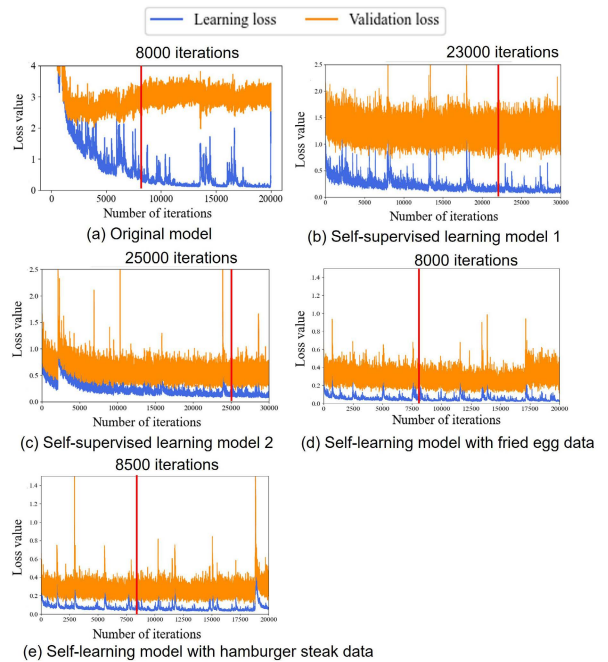 Learning loss Validation loss
8000 iterations
4
3
2
1
0
Loss value
0 5000 10000 15000 20000
Number of iterations
(a) Original model
23000 iterations
2.5
2.0
1.5
1.0
0.5
0.0
Loss value
0 5000 10000 15000 20000 25000 30000
Number of iterations
(b) Self-supervised learning model 1
25000 iterations
2.5
2.0
1.5
1.0
0.5
0.0
Loss value
0 5000 10000 15000 20000 25000 30000
Number of iterations
(c) Self-supervised learning model 2
8000 iterations
1.4
1.2
1.0
0.8
0.6
0.4
0.2
0.0
Loss value
0 2500 5000 7500 10000 12500 15000 17500 20000
Number of iterations
(d) Self-learning model with fried egg data
8500 iterations
1.4
1.2
1.0
0.8
0.6
0.4
0.2
0.0
Loss value
0 2500 5000 7500 10000 12500 15000 17500 20000
Number of iterations
(e) Self-learning model with hamburger steak data